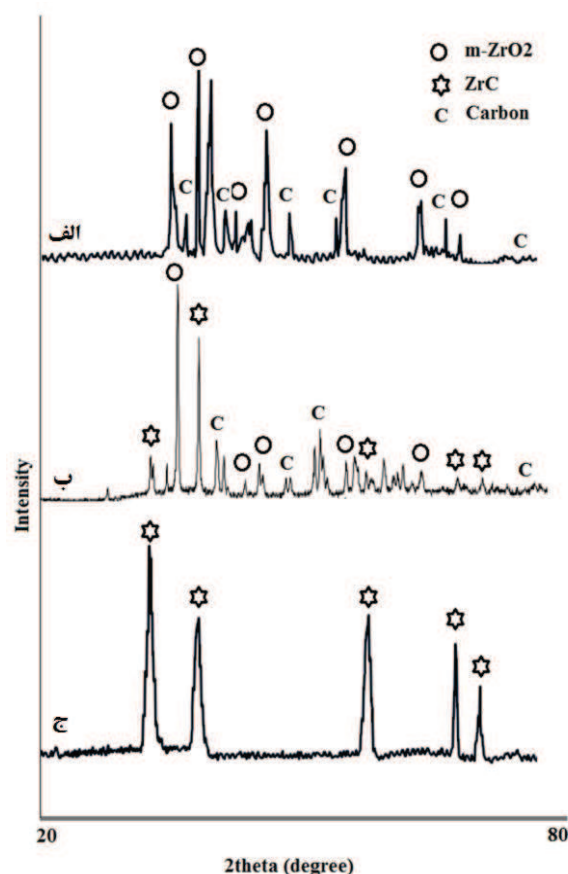 m-ZrO2
ZrC
C Carbon
C
C
C
C
C
C
الف
C
C
C
C
ب
ج
Intensity
20
80
2theta (degree)